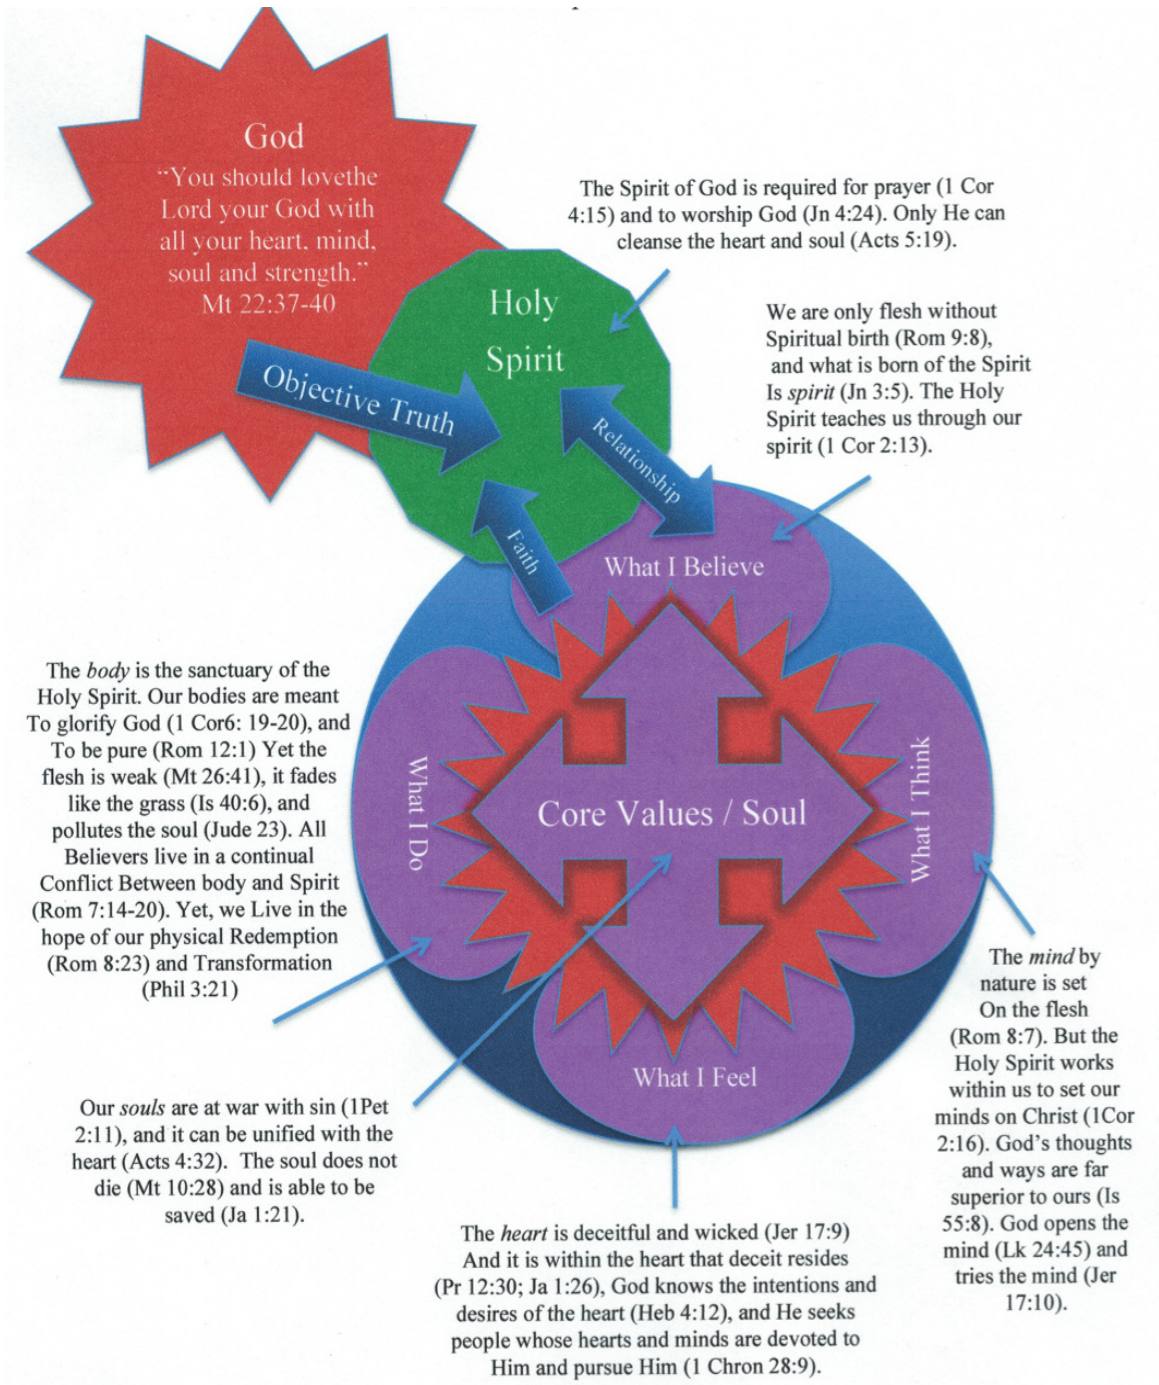 God
“You should lovethe
Lord your God with
all your heart, mind,
soul and strength.”
Mt 22:37-40
The Spirit of God is required for prayer (1 Cor
4:15) and to worship God (Jn 4:24). Only He can
cleanse the heart and soul (Acts 5:19).
Holy
Spirit
Objective Truth
Relationship
Faith
We are only flesh without
Spiritual birth (Rom 9:8),
and what is born of the Spirit
Is spirit (Jn 3:5). The Holy
Spirit teaches us through our
spirit (1 Cor 2:13).
What I Believe
The body is the sanctuary of the
Holy Spirit. Our bodies are meant
To glorify God (1 Cor6: 19-20), and
To be pure (Rom 12:1) Yet the
flesh is weak (Mt 26:41), it fades
like the grass (Is 40:6), and
pollutes the soul (Jude 23). All
Believers live in a continual
Conflict Between body and Spirit
(Rom 7:14-20). Yet, we Live in the
hope of our physical Redemption
(Rom 8:23) and Transformation
(Phil 3:21)
What I Do
Core Values / Soul
What I Think
What I Feel
The mind by
nature is set
On the flesh
(Rom 8:7). But the
Holy Spirit works
within us to set our
minds on Christ (1Cor
2:16). God’s thoughts
and ways are far
superior to ours (Is
55:8). God opens the
mind (Lk 24:45) and
tries the mind (Jer
17:10).
Our souls are at war with sin (1Pet
2:11), and it can be unified with the
heart (Acts 4:32).  The soul does not
die (Mt 10:28) and is able to be
saved (Ja 1:21).
The heart is deceitful and wicked (Jer 17:9)
And it is within the heart that deceit resides
(Pr 12:30; Ja 1:26), God knows the intentions and
desires of the heart (Heb 4:12), and He seeks
people whose hearts and minds are devoted to
Him and pursue Him (1 Chron 28:9).